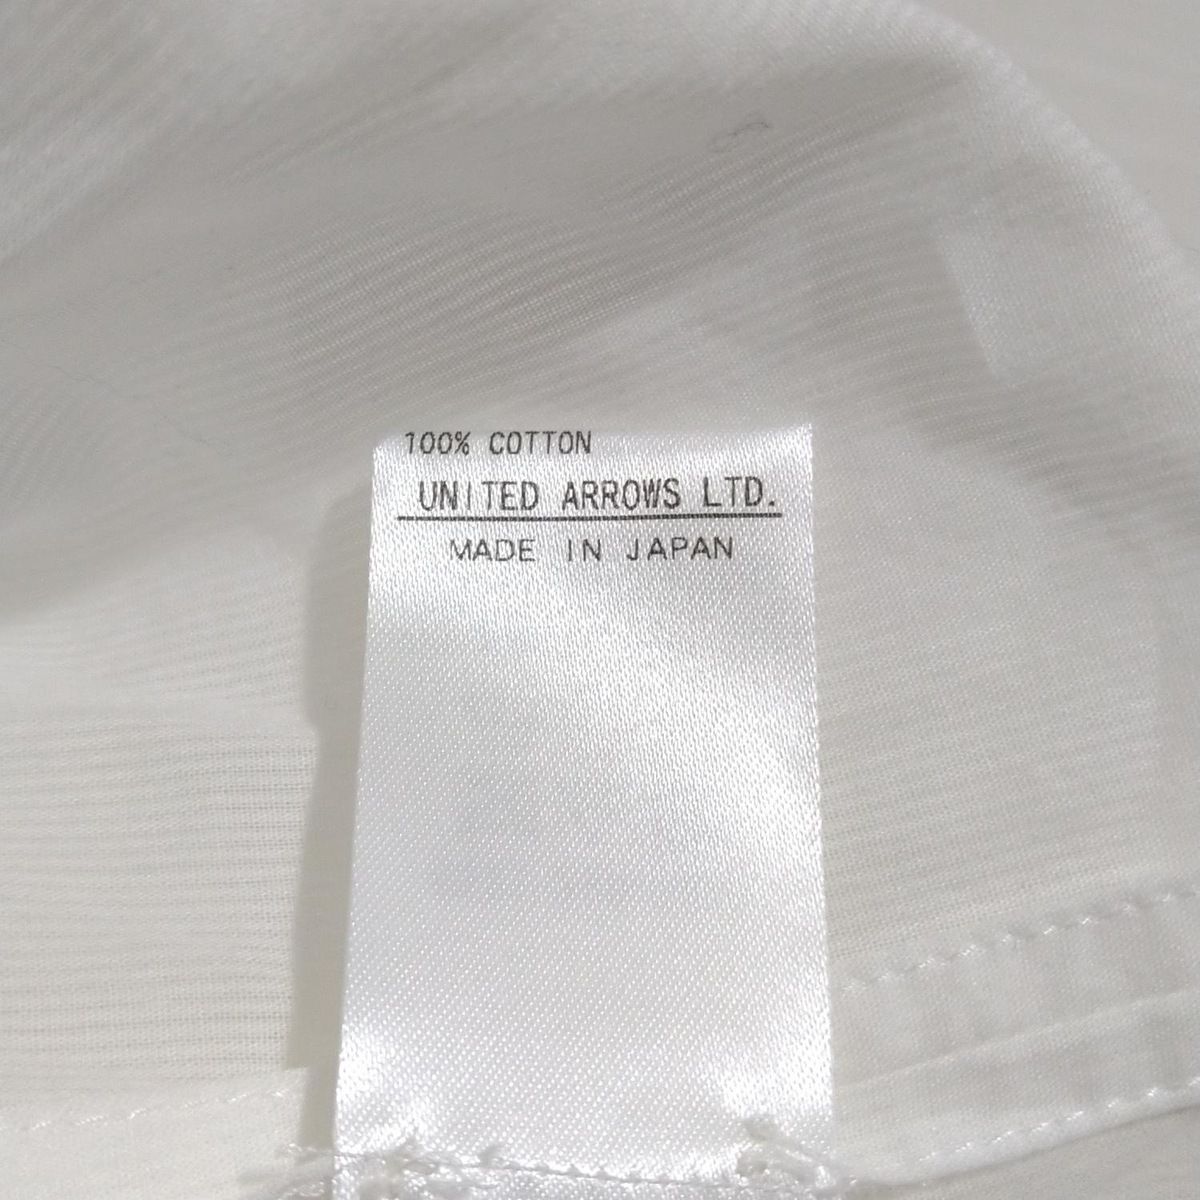 100% COTTON
UNITED ARROWS LTD.
MADE IN JAPAN